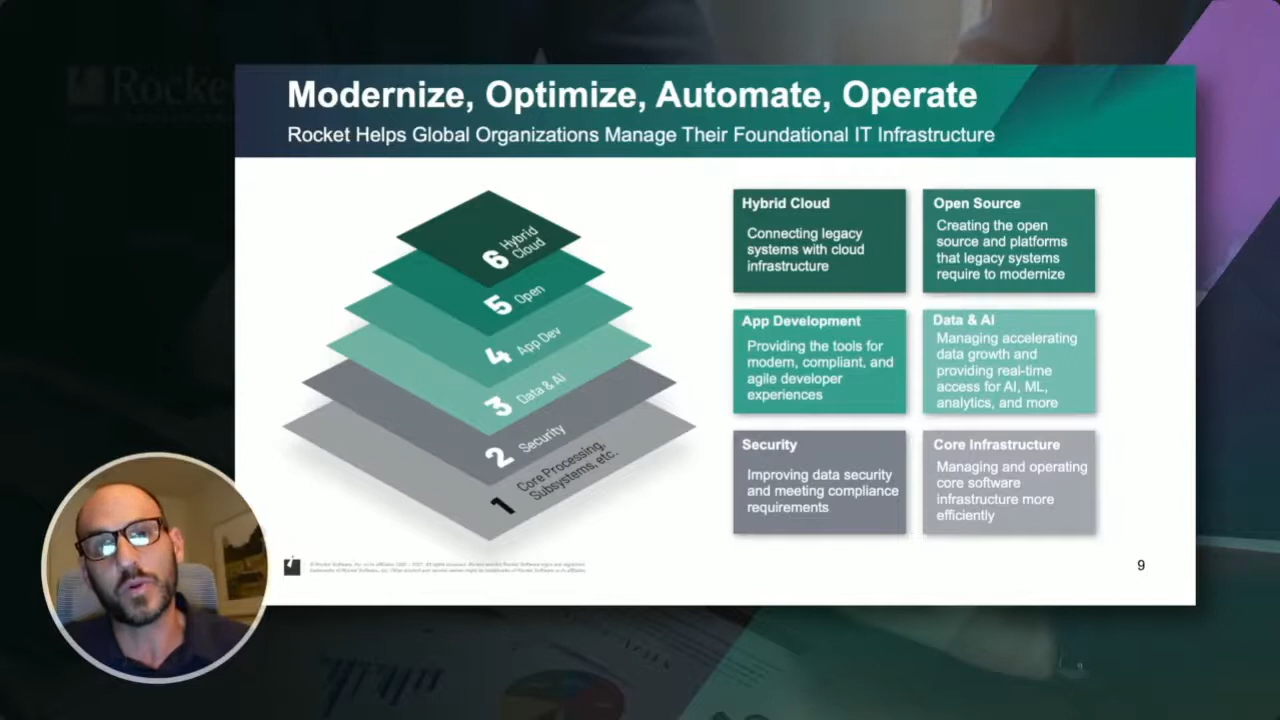 Rocke
Modernize, Optimize, Automate, Operate
Rocket Helps Global Organizations Manage Their Foundational IT Infrastructure
6 Hybrid
Cloud
5 Open
4 App Dev
3 Data & AI
2 Security
1 Core Processing,
Subsystems, etc.
Hybrid Cloud
Connecting legacy
systems with cloud
infrastructure
Open Source
Creating the open
source and platforms
that legacy systems
require to modernize
App Development
Providing the tools for
modern, compliant, and
agile developer
experiences
Data & AI
Managing accelerating
data growth and
providing real-time
access for AI, ML,
analytics, and more
Security
Improving data security
and meeting compliance
requirements
Core Infrastructure
Managing and operating
core software
infrastructure more
efficiently
9